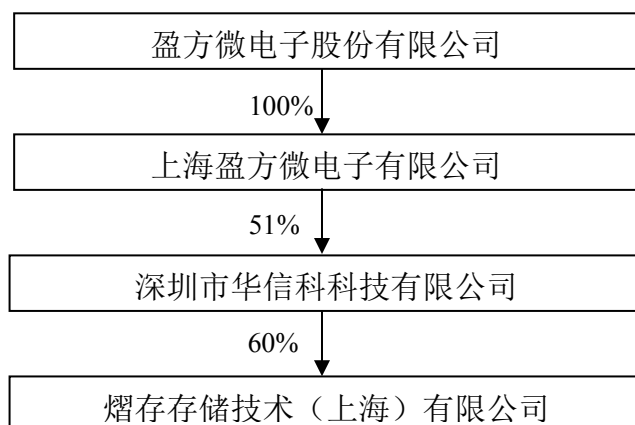 盈方微电子股份有限公司
100%
上海盈方微电子有限公司
51%
深圳市华信科科技有限公司
60%
熠存存储技术（上海）有限公司